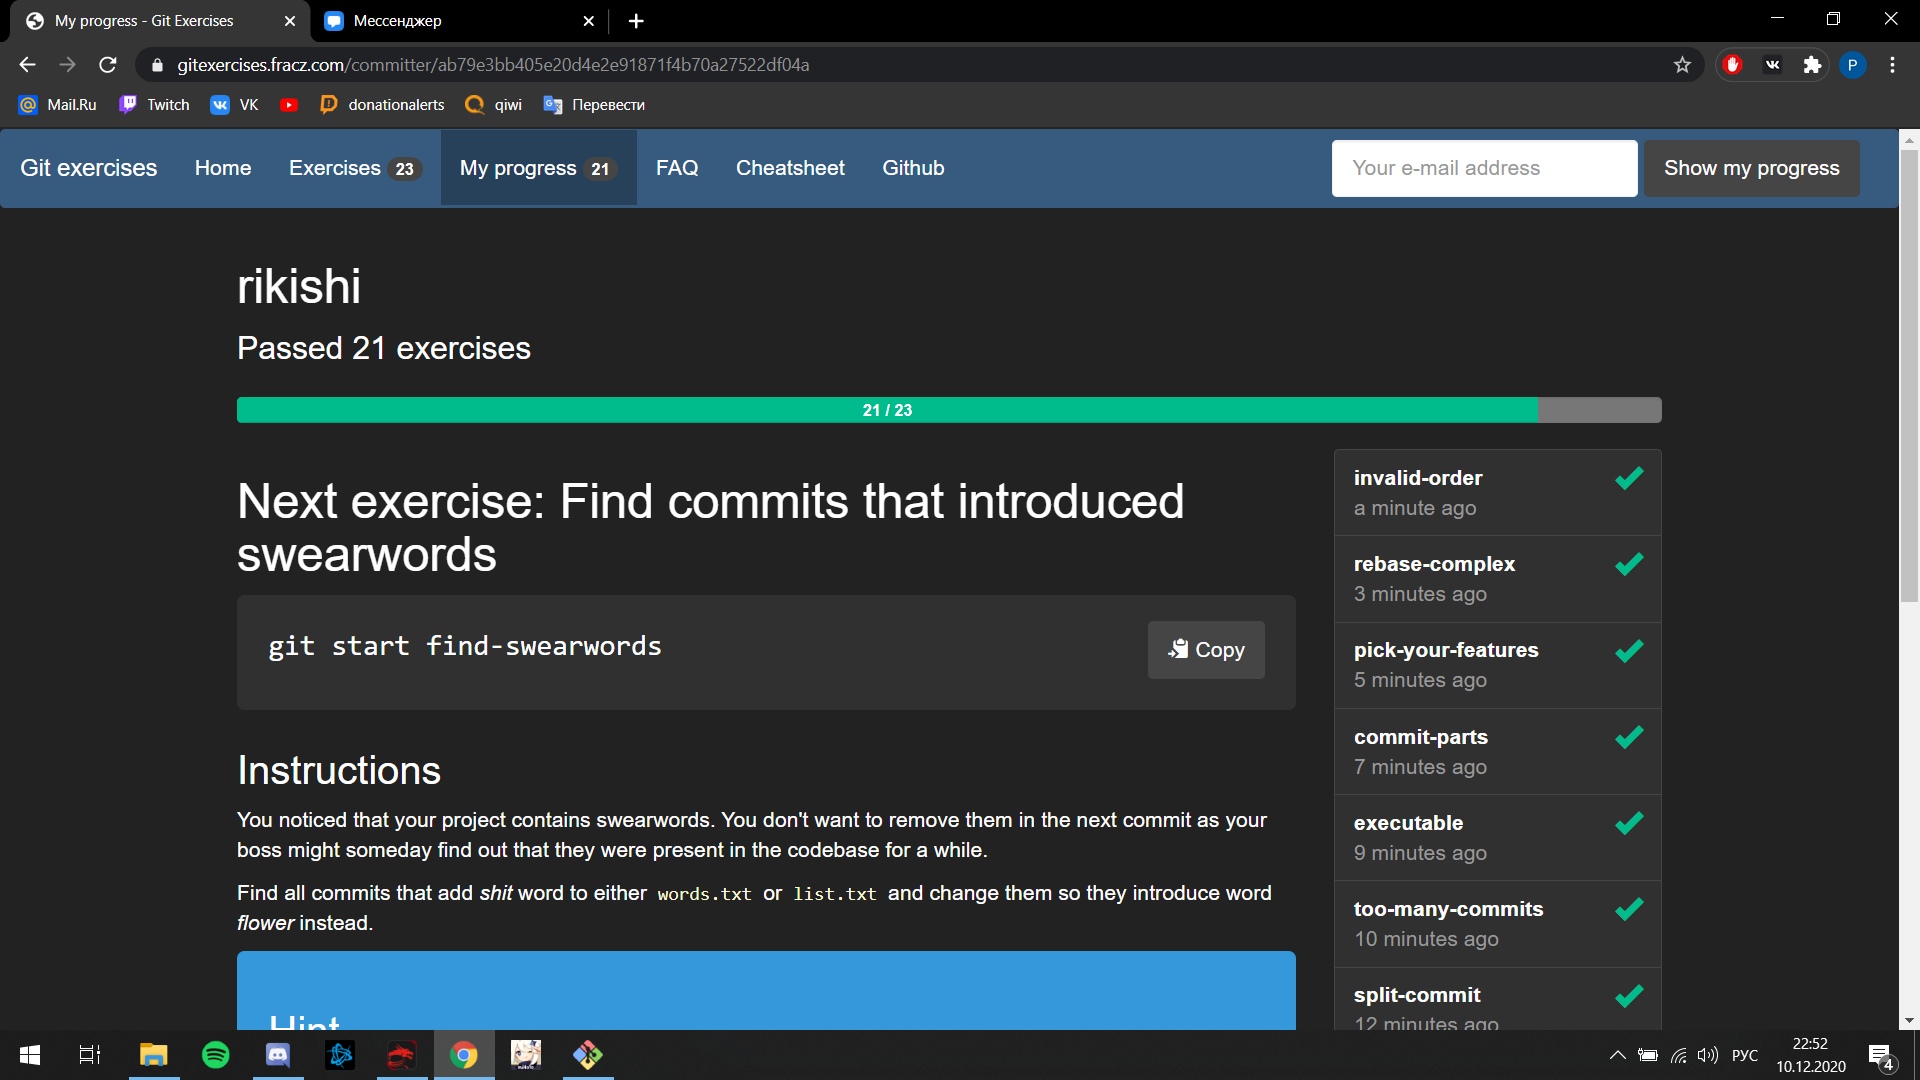 My progress - Git Exercises
Мессенджер
gitexercises.fracz.com/committer/ab79e3bb405e20d4e2e91871f4b70a27522df04a
P
Mail.Ru
Twitch
VK
donationalerts
qiwi
Перевести
Git exercises
Home
Exercises 23
My progress 21
FAQ
Cheatsheet
Github
Your e-mail address
Show my progress
rikishi
Passed 21 exercises
21 / 23
Next exercise: Find commits that introduced
swearwords
git start find-swearwords
Copy
Instructions
You noticed that your project contains swearwords. You don't want to remove them in the next commit as your
boss might someday find out that they were present in the codebase for a while.
Find all commits that add shit word to either words.txt or list.txt and change them so they introduce word
flower instead.
Hint
invalid-order
a minute ago
rebase-complex
3 minutes ago
pick-your-features
5 minutes ago
commit-parts
7 minutes ago
executable
9 minutes ago
too-many-commits
10 minutes ago
split-commit
12 minutes ago
РУС
22:52
10.12.2020
4